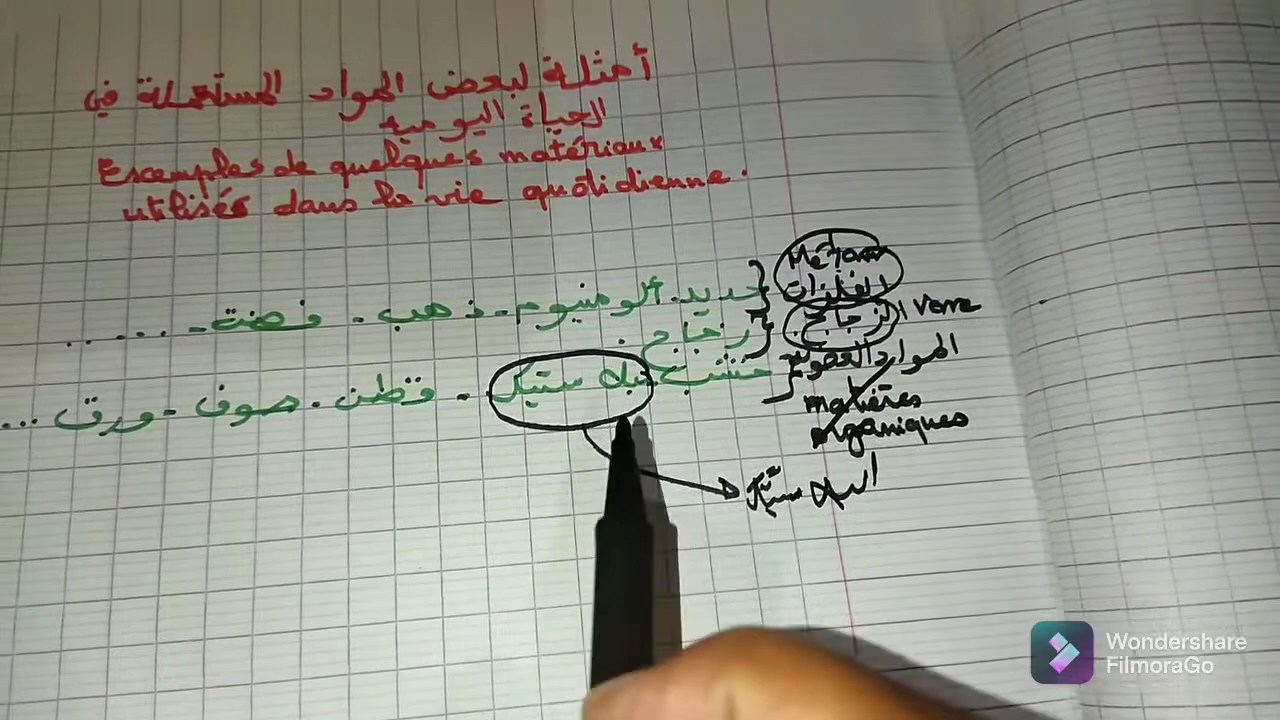 أمثلة لبعض المواد المستعملة في
الحياة اليومية
Exemples de quelques matériaux
utilisés dans la vie quotidienne.
Métaux
الفلزات
حديد. ألومنيوم - ذهب - فضة - ....
الزجاج Verre
زجاج.
المواد العضوية
خشب بلاستيك - قطن. صوف - ورق ...
matières
organiques
البلاستيك
Wondershare
FilmoraGo